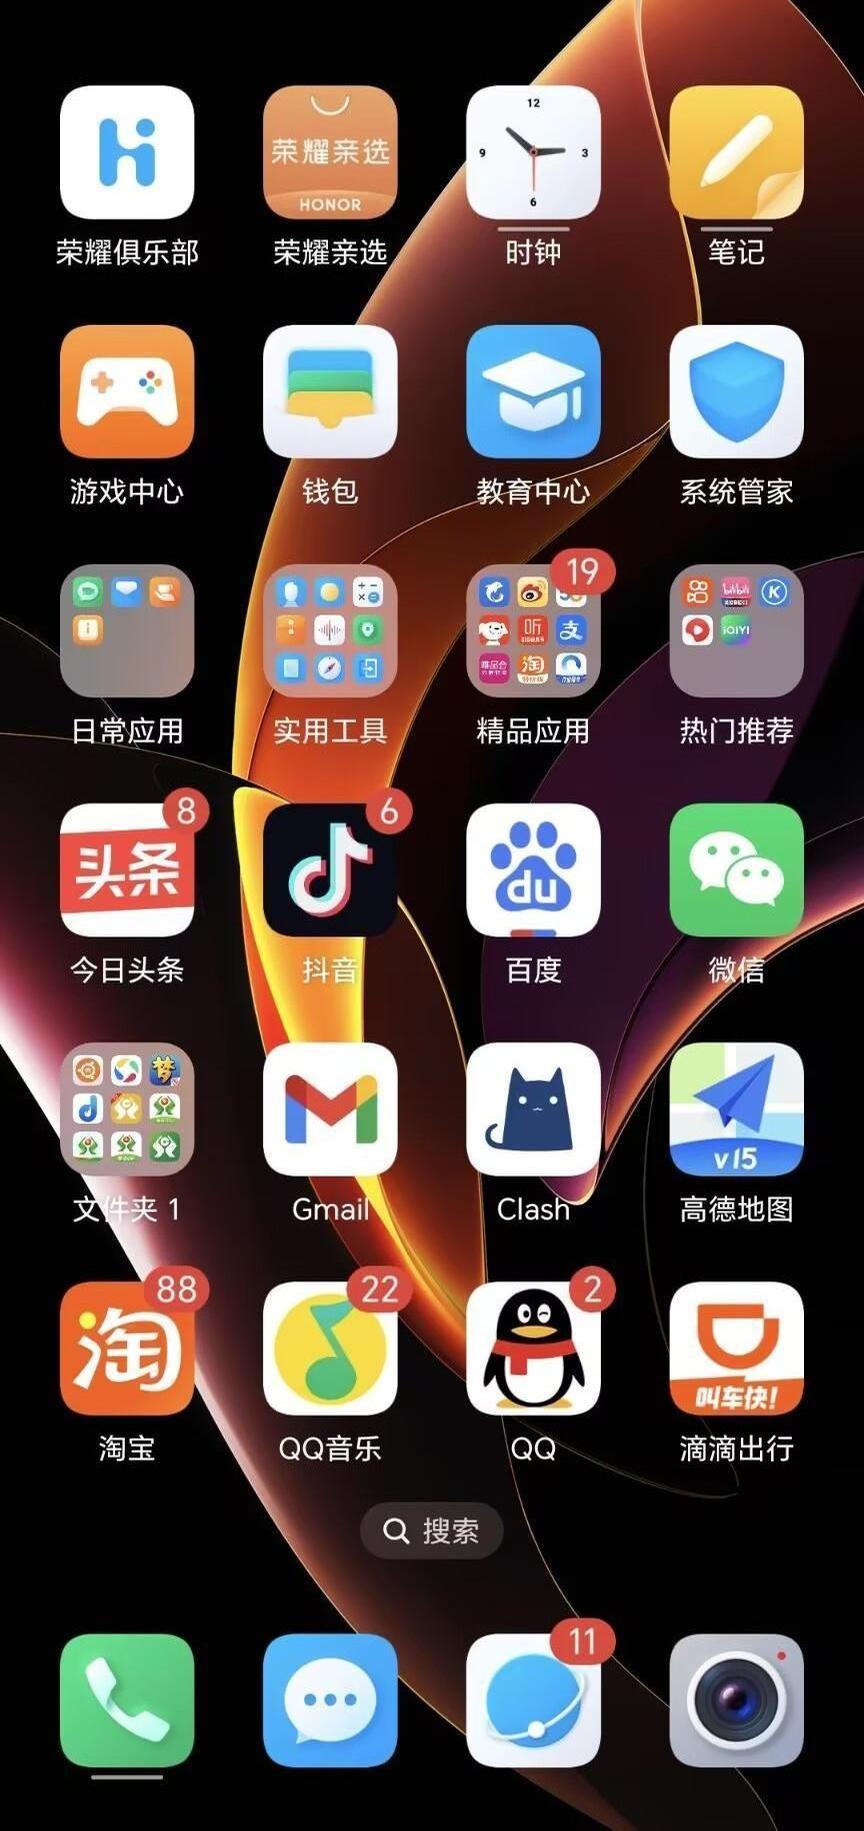 荣耀亲选
HONOR
12
9
3
6
荣耀俱乐部
荣耀亲选
时钟
笔记
游戏中心
钱包
教育中心
系统管家
19
听
支
淘
iQIYI
K
日常应用
实用工具
精品应用
热门推荐
8
头条
6
du
今日头条
抖音
百度
微信
梦
v15
文件夹 1
Gmail
Clash
高德地图
88
淘
22
2
叫车快!
淘宝
QQ音乐
QQ
滴滴出行
搜索
11